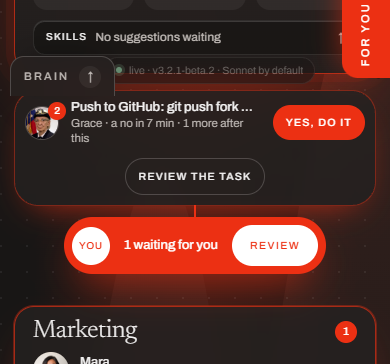 SKILLS No suggestions waiting ↑
FOR YOU
BRAIN ↑
live · v3.2.1-beta.2 · Sonnet by default
2
Push to GitHub: git push fork ...
Grace · a no in 7 min · 1 more after
this
YES, DO IT
REVIEW THE TASK
YOU 1 waiting for you REVIEW
Marketing 1
Mara